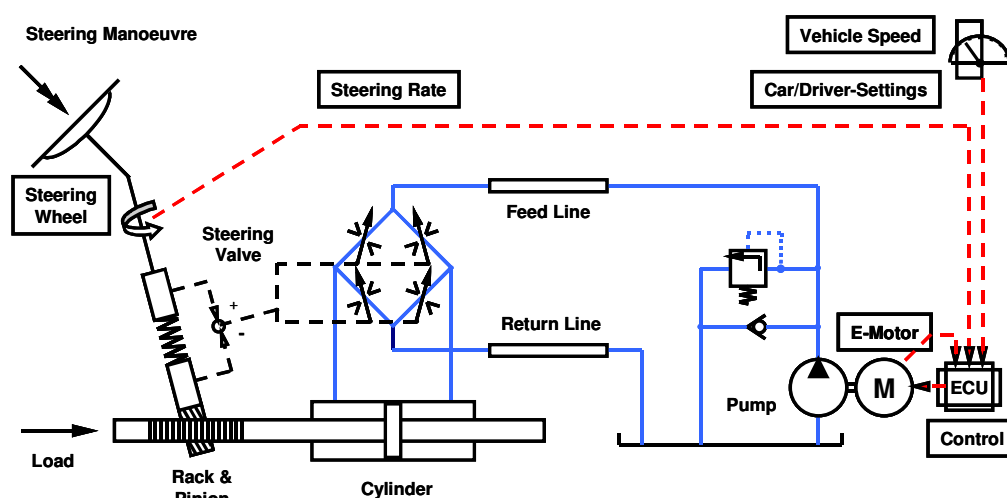 Steering Manoeuvre
Vehicle Speed
Steering Rate
Car/Driver-Settings
Steering
Wheel
Feed Line
Steering
Valve
+
-
Return Line
E-Motor
M
ECU
Pump
Control
Load
Rack &
Pinion
Cylinder